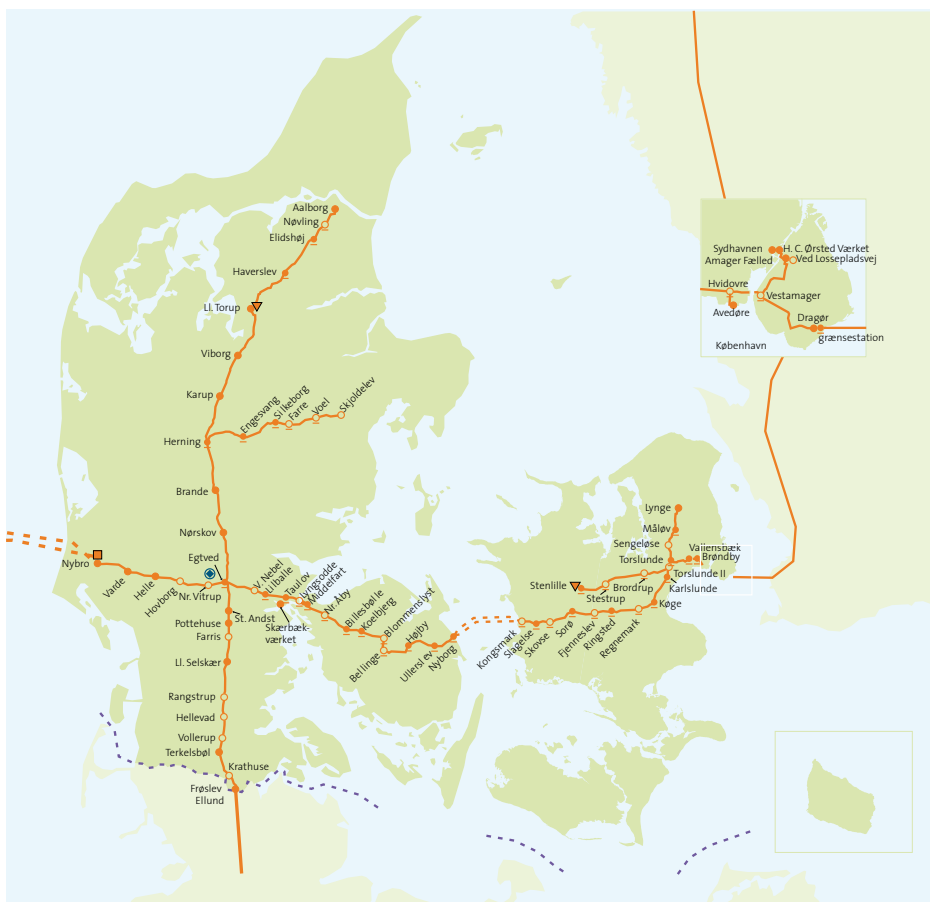 Aalborg
Nøvling
Elidshøj
Haverslev
Ll. Torup
Viborg
Karup
Engesvang
Silkeborg
Farre
Voel
Skjoldelev
Herning
Brande
Nørskov
Egtved
Nybro
Varde
Helle
Hovborg
Nr. Vitrup
V. Nebel
Lilballe
Taulov
Lyngsodde
Middelfart
Skærbæk-
værket
Nr. Åby
Billesbølle
Koelbjerg
Blommenslyst
Bellinge
Højby
Ullerslev
Nyborg
St. Andst
Pottehuse
Farris
Ll. Selskær
Rangstrup
Hellevad
Vollerup
Terkelsbøl
Krathuse
Frøslev
Ellund
Kongsmark
Slagelse
Skovse
Sorø
Fjenneslev
Ringsted
Regnemark
Køge
Karlslunde
Torslunde II
Torslunde
Brordrup
Stestrup
Stenlille
Lynge
Måløv
Sengeløse
Vallensbæk
Brøndby
Sydhavnen
H. C. Ørsted Værket
Amager Fælled
Ved Lossepladsvej
Hvidovre
Vestamager
Avedøre
Dragør
grænsestation
København